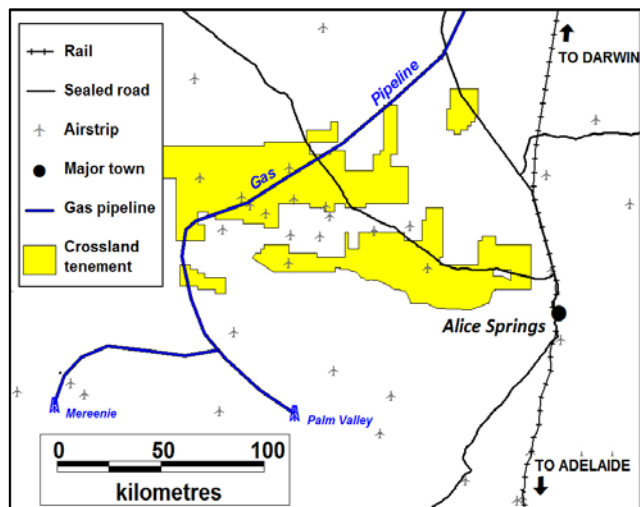 Rail
Sealed road
Airstrip
Major town
Gas pipeline
Crossland
tenement
TO DARWIN
Gas Pipeline
Alice Springs
Mereenie
Palm Valley
0 50 100
kilometres
TO ADELAIDE